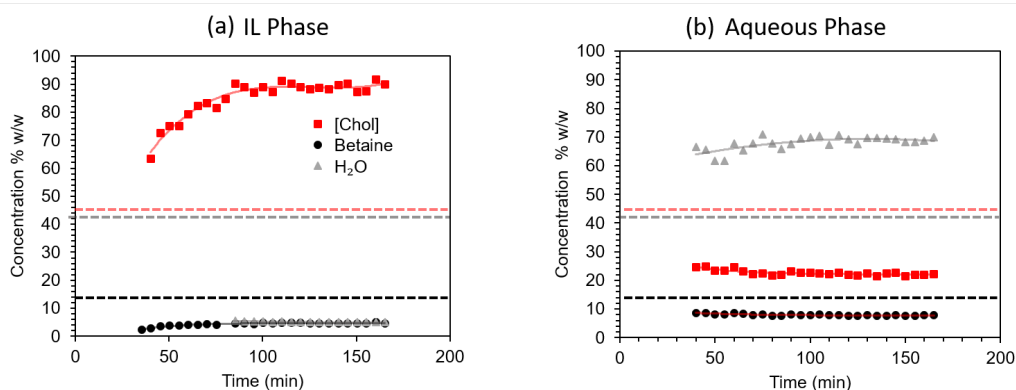 (a) IL Phase
100
90
80
70
60
50
40
30
20
10
0
Concentration % w/w
[Chol]
Betaine
H₂O
0 50 100 150 200
Time (min)
(b) Aqueous Phase
100
90
80
70
60
50
40
30
20
10
0
Concentration % w/w
0 50 100 150 200
Time (min)